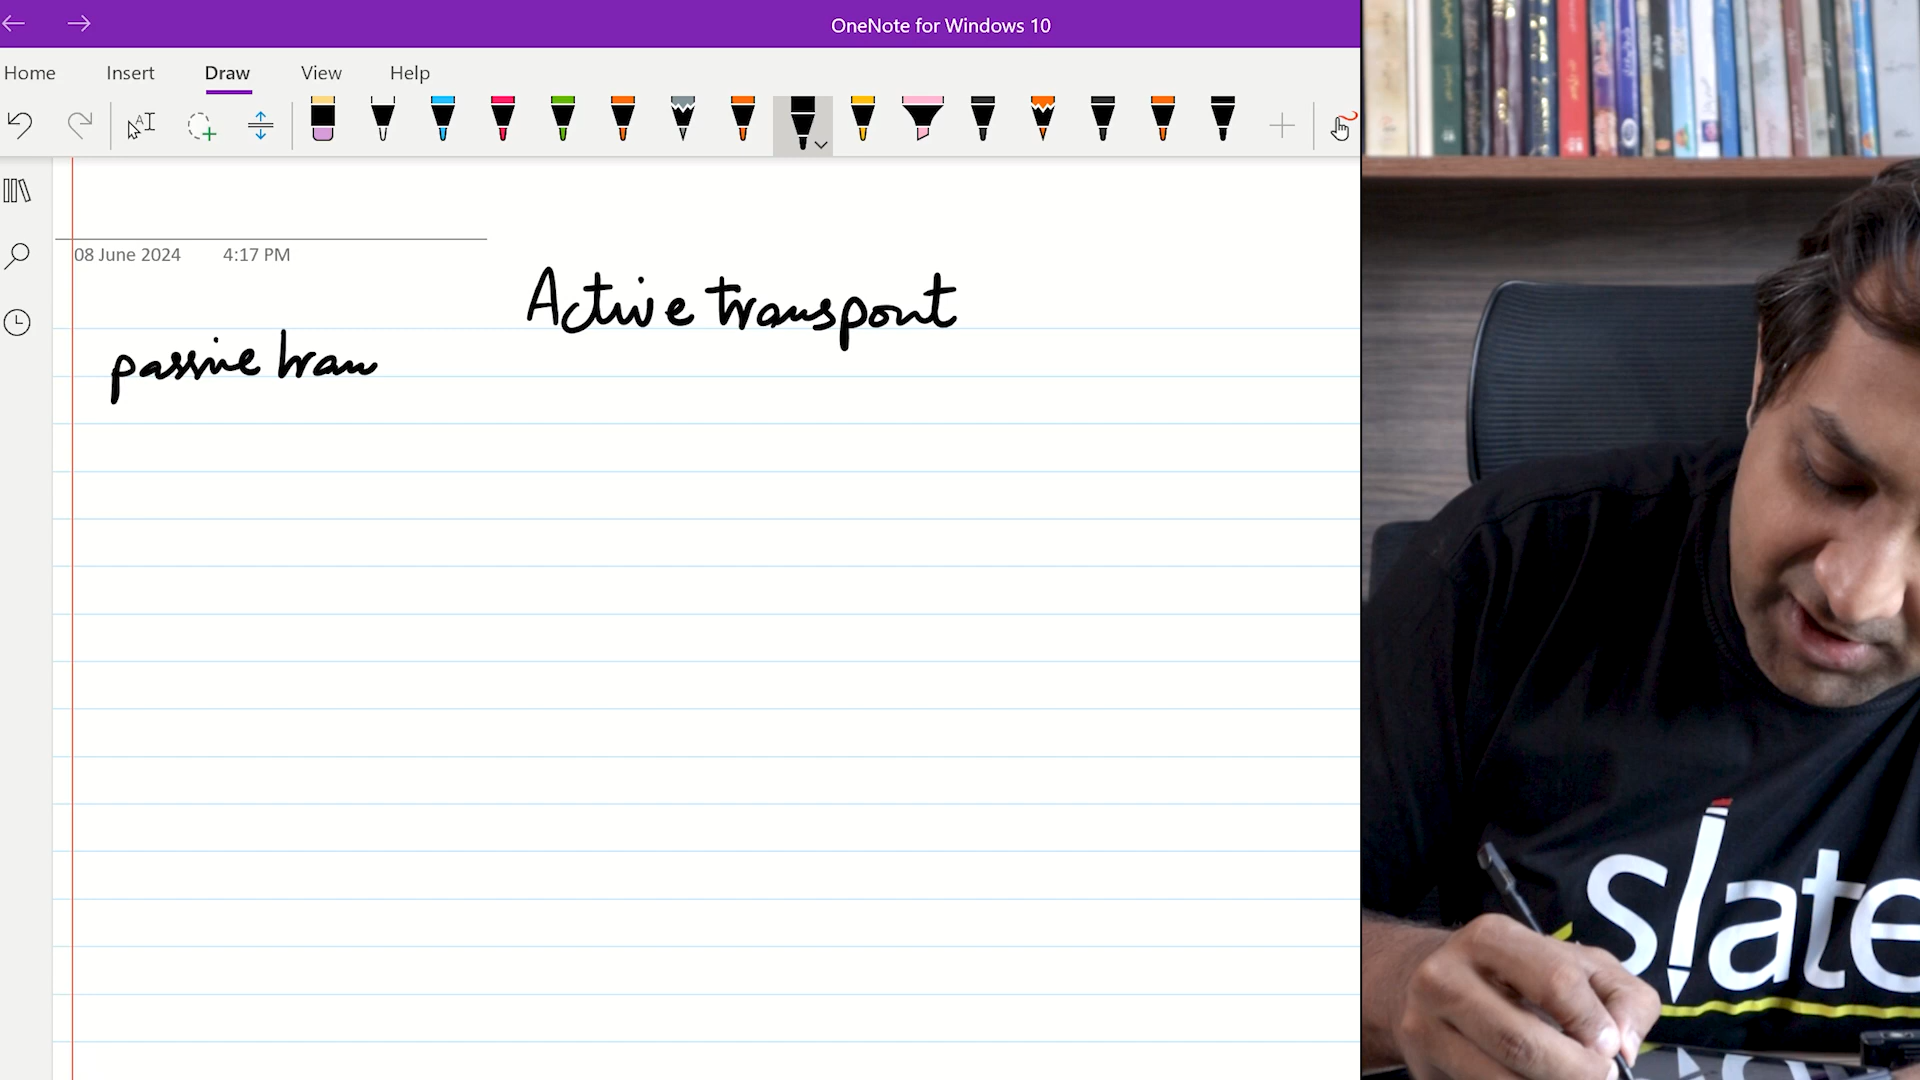 OneNote for Windows 10
Home Insert Draw View Help
08 June 2024 4:17 PM
Active transport
passive tran
Slate